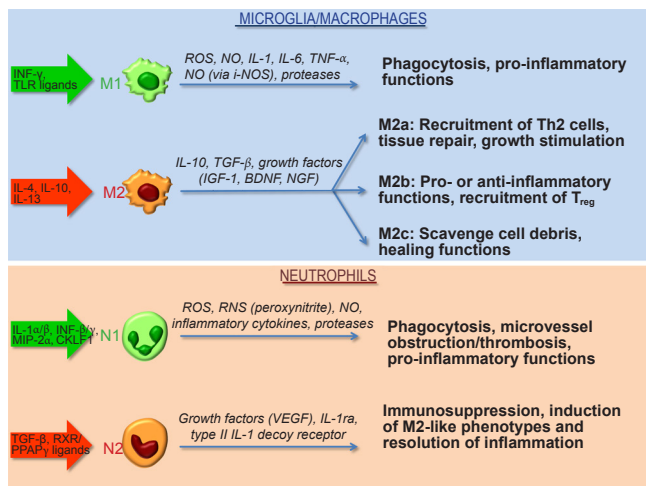 MICROGLIA/MACROPHAGES
INF-γ,
TLR ligands
M1
ROS, NO, IL-1, IL-6, TNF-α,
NO (via i-NOS), proteases
Phagocytosis, pro-inflammatory
functions
IL-4, IL-10,
IL-13
M2
IL-10, TGF-β, growth factors
(IGF-1, BDNF, NGF)
M2a: Recruitment of Th2 cells,
tissue repair, growth stimulation
M2b: Pro- or anti-inflammatory
functions, recruitment of Treg
M2c: Scavenge cell debris,
healing functions
NEUTROPHILS
IL-1α/β, INF-β/γ,
MIP-2α, CKLF1
N1
ROS, RNS (peroxynitrite), NO,
inflammatory cytokines, proteases
Phagocytosis, microvessel
obstruction/thrombosis,
pro-inflammatory functions
TGF-β, RXR/
PPAPγ ligands
N2
Growth factors (VEGF), IL-1ra,
type II IL-1 decoy receptor
Immunosuppression, induction
of M2-like phenotypes and
resolution of inflammation